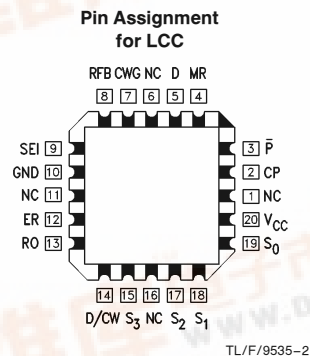 Pin Assignment
for LCC
RFB CWG NC D MR
8 7 6 5 4
SEI 9
GND 10
NC 11
ER 12
RO 13
3 P̄
2 CP
1 NC
20 VCC
19 S0
14 15 16 17 18
D/CW S3 NC S2 S1
TL/F/9535–2